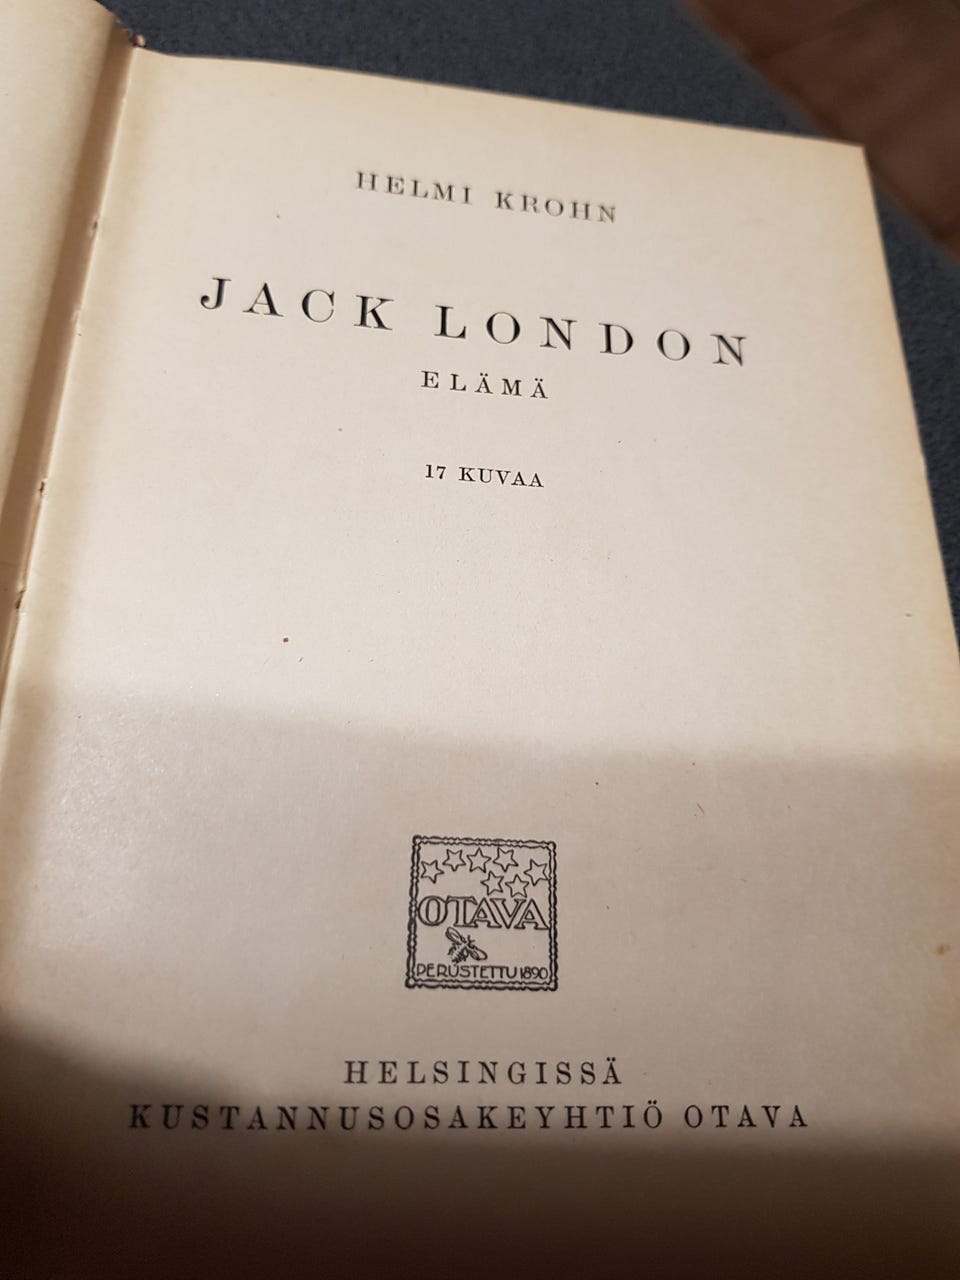 HELMI KROHN
JACK LONDON
ELÄMÄ
17 KUVAA
OTAVA
PERUSTETTU 1890
HELSINGISSÄ
KUSTANNUSOSAKEYHTIÖ OTAVA